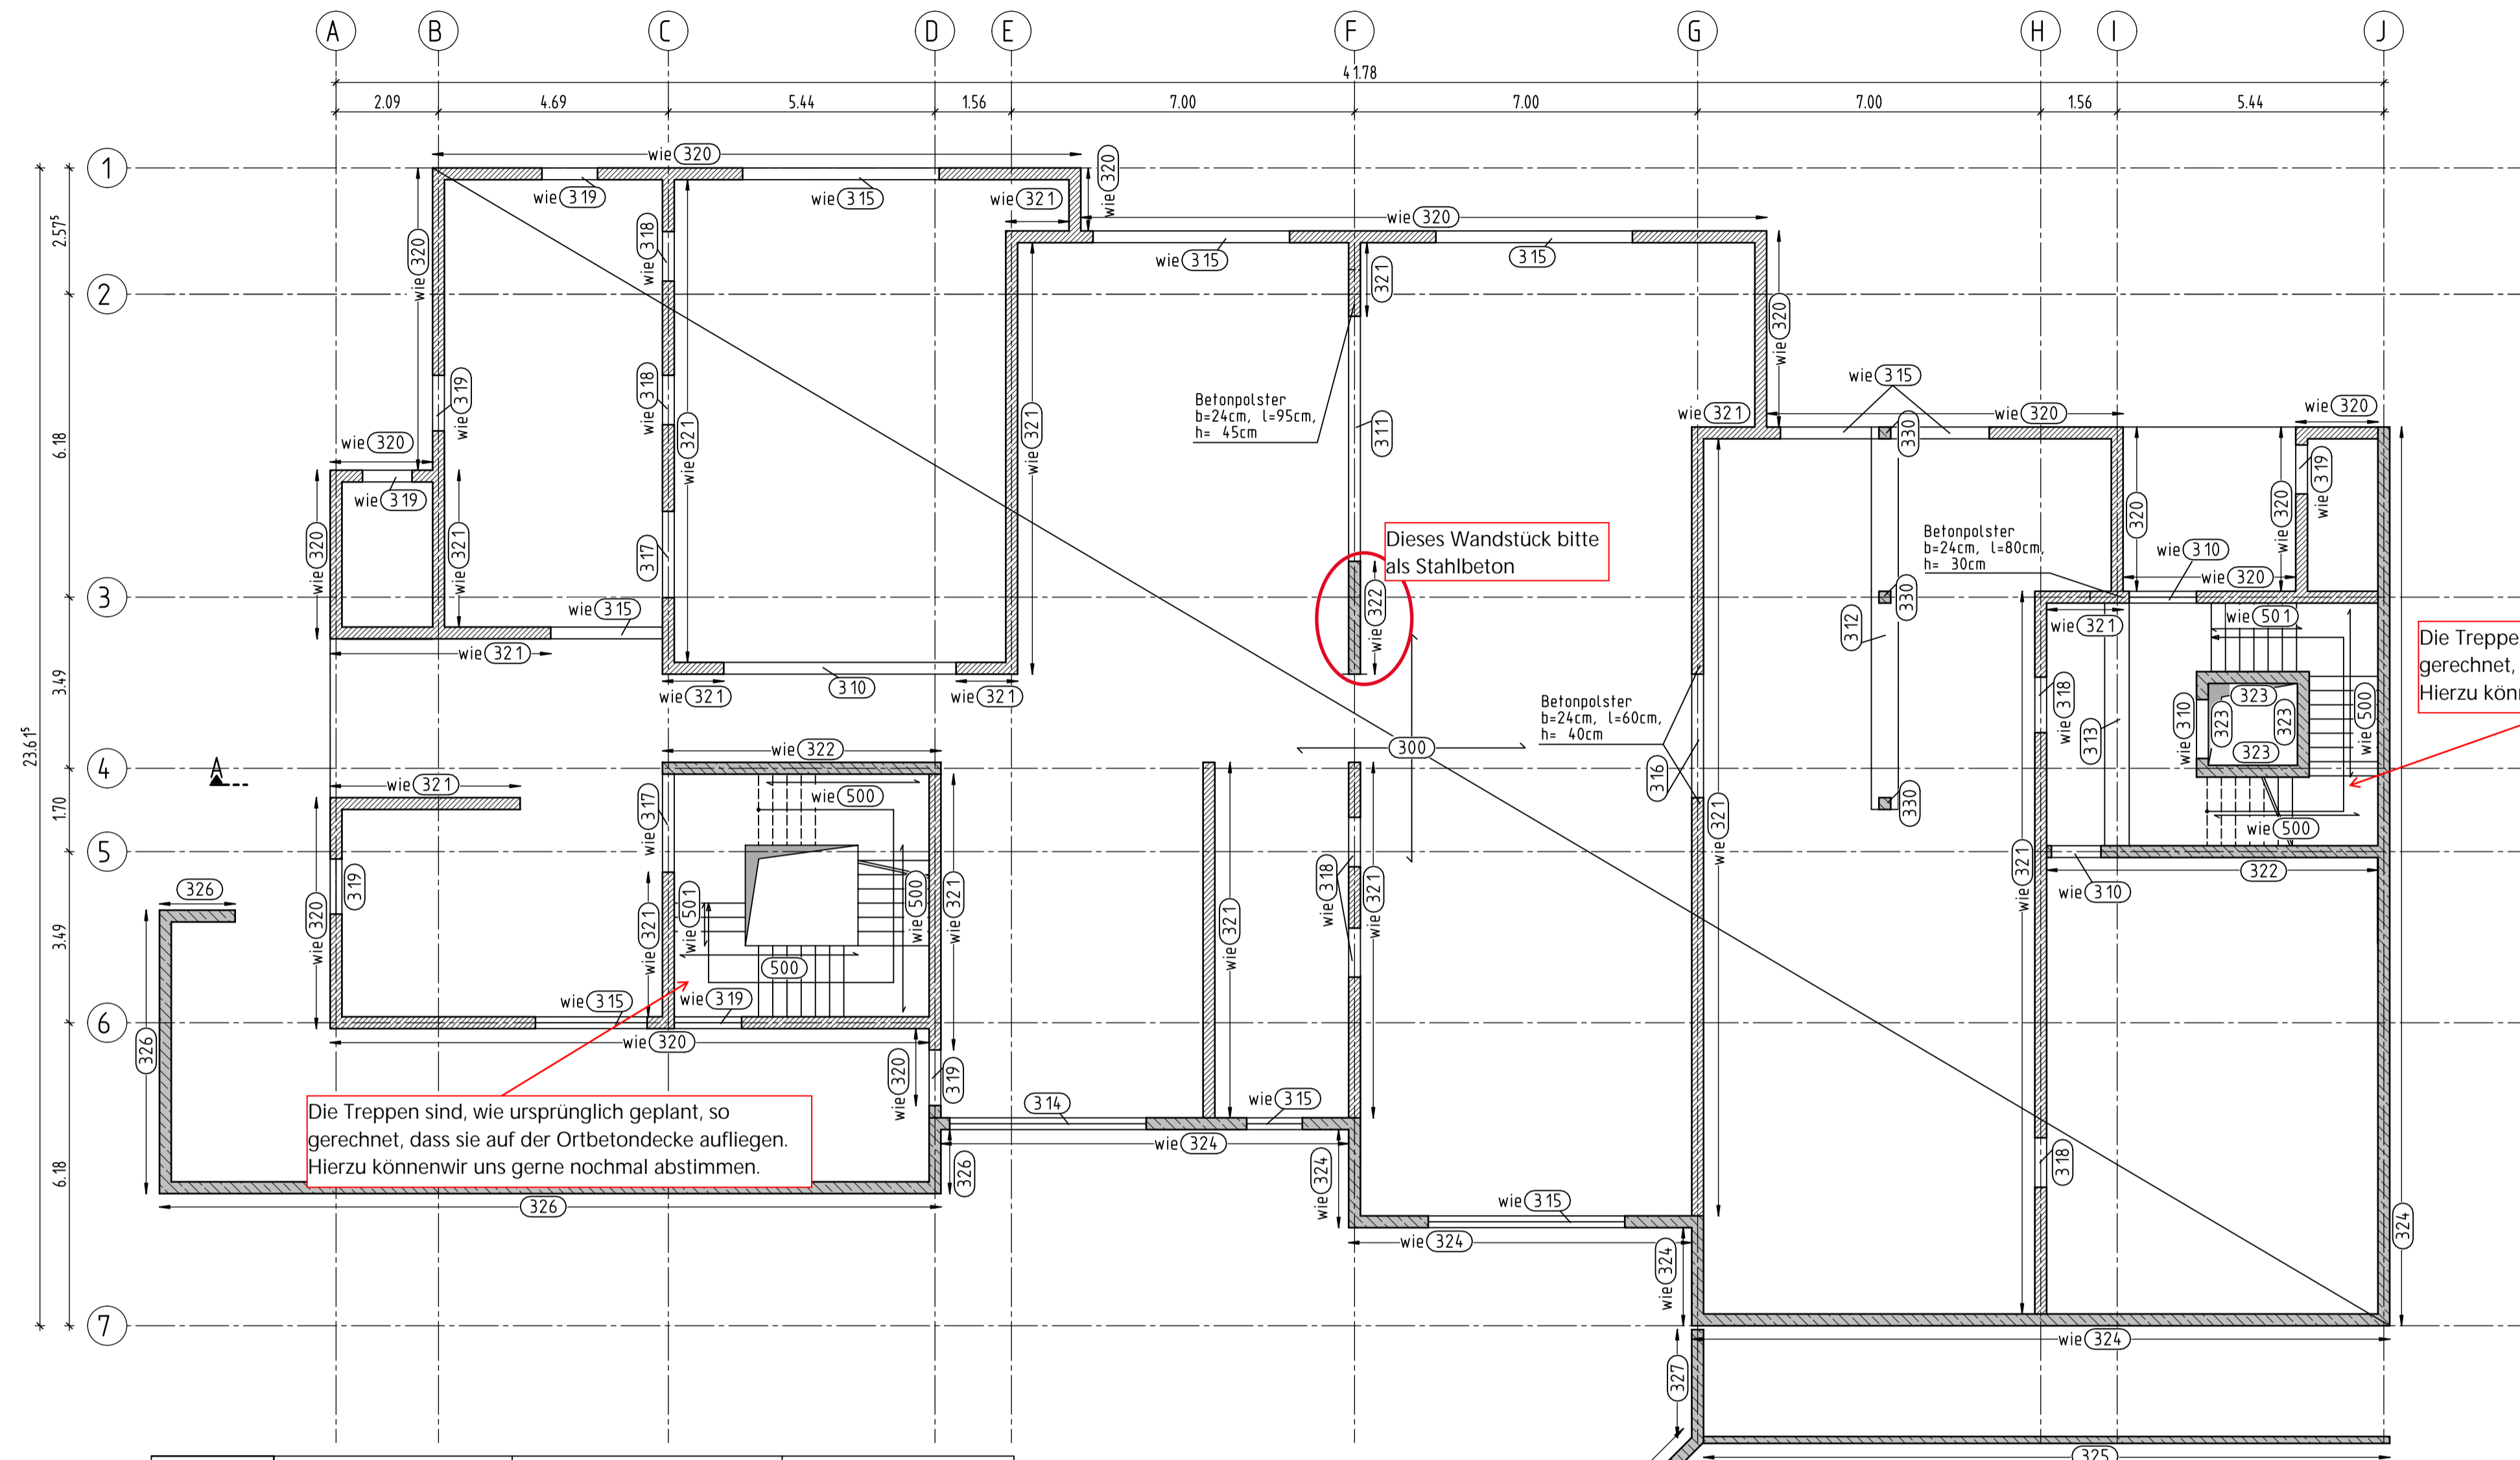 A B C D E F G H I J
41.78
2.09 4.69 5.44 1.56 7.00 7.00 7.00 1.56 5.44
1
2
3
4
5
6
7
23.61⁵
2.57⁵
6.18
3.49
1.70
3.49
6.18
wie 320
wie 320
wie 319
wie 315
wie 321
wie 320
wie 320
wie 318
wie 315
315
321
wie 320
wie 319
wie 318
wie 321
wie 321
Betonpolster
b=24cm, l=95cm,
h= 45cm
311
wie 321
wie 315
330
wie 320
wie 320
wie 320
wie 319
wie 320
wie 321
wie 320
317
wie 315
wie 321
wie 321
310
wie 321
Dieses Wandstück bitte
als Stahlbeton
wie 322
312
330
Betonpolster
b=24cm, l=80cm,
h= 30cm
320
wie 310
wie 320
wie 320
wie 319
wie 321
wie 501
Die Treppe
gerechnet,
wie 318
313
wie 310
323
323
323
323
wie 500
wie 500
Betonpolster
b=24cm, l=60cm,
h= 40cm
316
wie 321
330
300
A
wie 322
wie 321
wie 317
wie 500
319
wie 320
wie 321
wie 501
wie 500
wie 321
500
wie 315
wie 319
wie 320
wie 320
319
wie 321
wie 318
wie 321
wie 321
wie 310
322
326
326
326
326
Die Treppen sind, wie ursprünglich geplant, so
gerechnet, dass sie auf der Ortbetondecke aufliegen.
Hierzu könnenwir uns gerne nochmal abstimmen.
314
wie 315
wie 324
wie 324
wie 315
wie 324
wie 324
318
324
wie 324
327
325